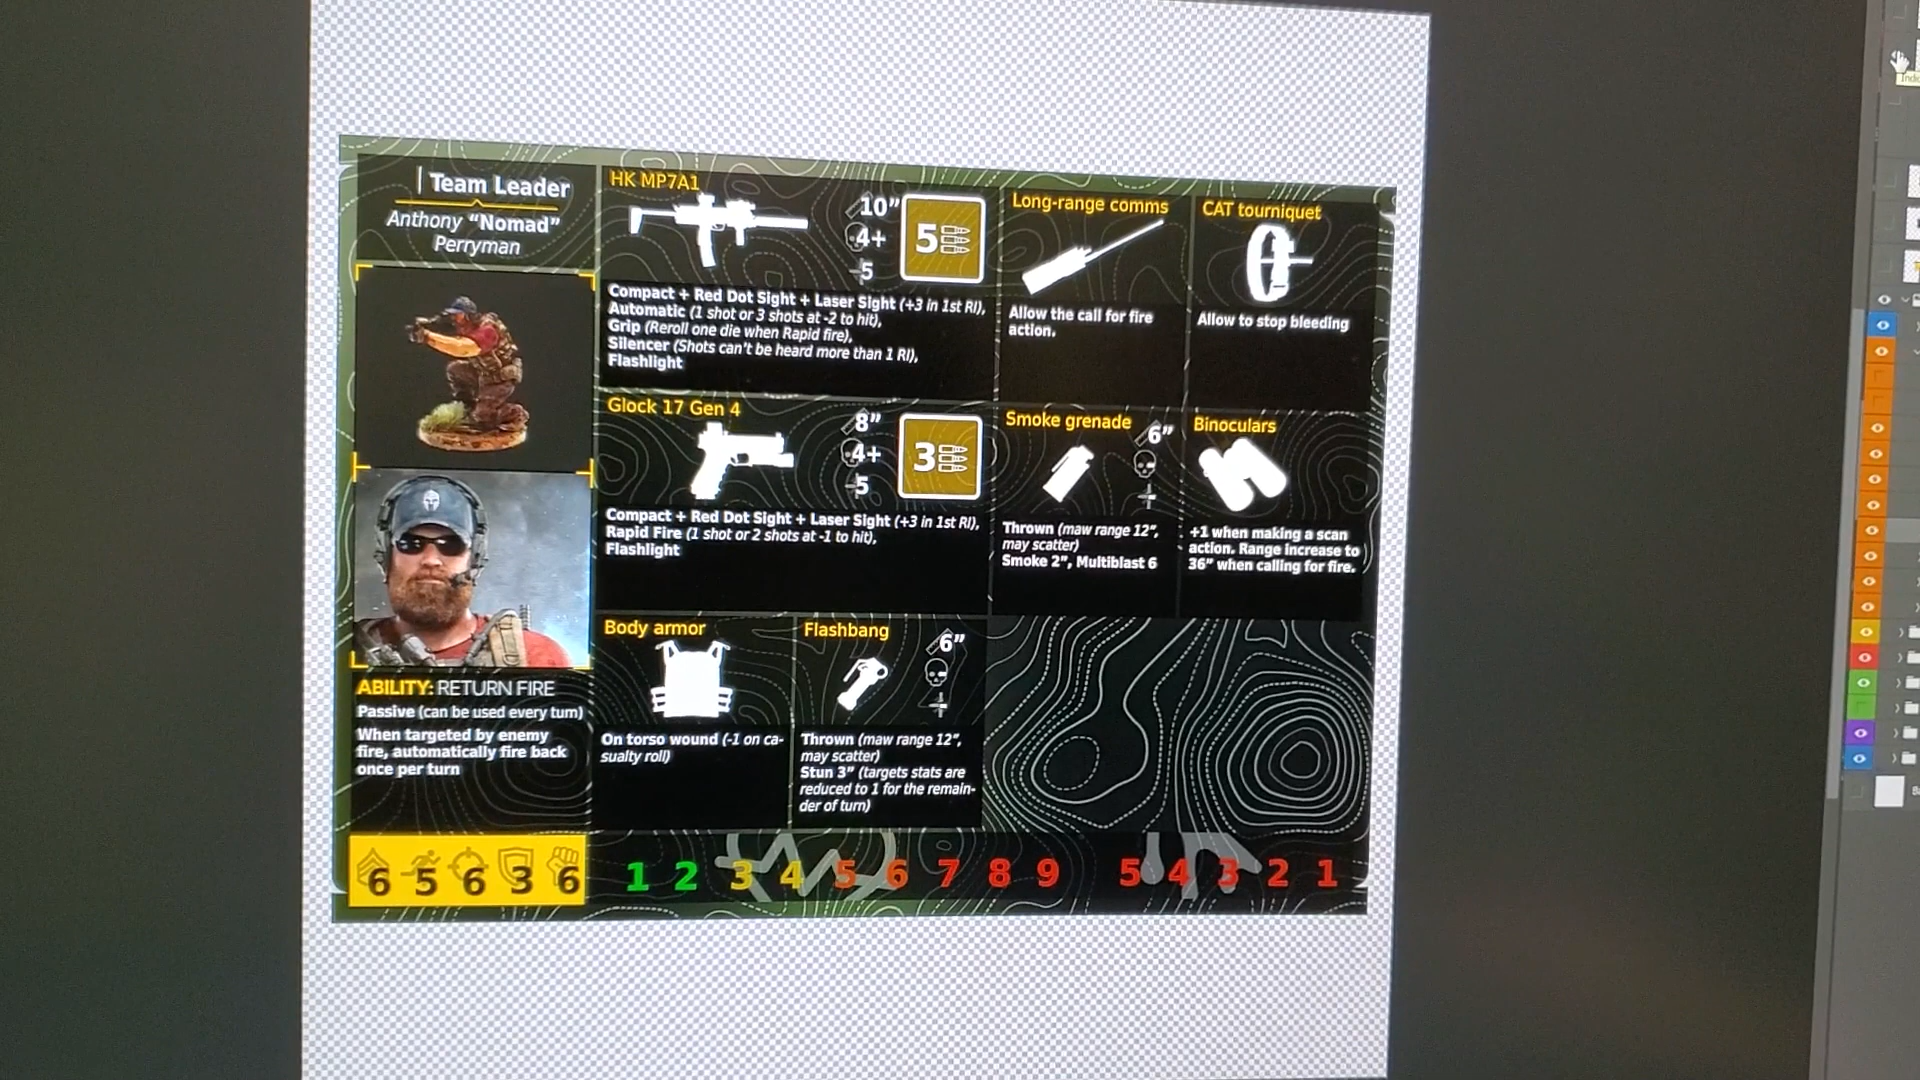 Team Leader
Anthony “Nomad”
Perryman
ABILITY: RETURN FIRE
Passive (can be used every turn)
When targeted by enemy
fire, automatically fire back
once per turn
6 5 6 3 6
HK MP7A1
10”
4+
-5
5
Compact + Red Dot Sight + Laser Sight (+3 in 1st RI),
Automatic (1 shot or 3 shots at -2 to hit),
Grip (Reroll one die when Rapid fire),
Silencer (Shots can’t be heard more than 1 RI),
Flashlight
Long-range comms
Allow the call for fire
action.
CAT tourniquet
Allow to stop bleeding
Glock 17 Gen 4
8”
4+
-5
3
Compact + Red Dot Sight + Laser Sight (+3 in 1st RI),
Rapid Fire (1 shot or 2 shots at -1 to hit),
Flashlight
Smoke grenade
6”
Thrown (maw range 12”,
may scatter)
Smoke 2”, Multiblast 6
Binoculars
+1 when making a scan
action. Range increase to
36” when calling for fire.
Body armor
On torso wound (-1 on ca-
sualty roll)
Flashbang
6”
Thrown (maw range 12”,
may scatter)
Stun 3” (targets stats are
reduced to 1 for the remain-
der of turn)
1 2 3 4 5 6 7 8 9 5 4 3 2 1